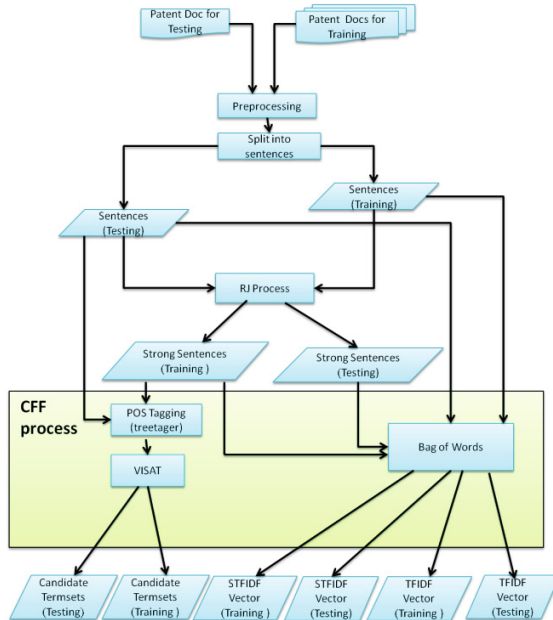 Patent Doc for
Testing
Patent Docs for
Training
Preprocessing
Split into
sentences
Sentences
(Training)
Sentences
(Testing)
RJ Process
Strong Sentences
(Training )
Strong Sentences
(Testing)
CFF
process
POS Tagging
(treetager)
Bag of Words
VISAT
Candidate
Termsets
(Testing)
Candidate
Termsets
(Training )
STFIDF
Vector
(Training )
STFIDF
Vector
(Testing)
TFIDF
Vector
(Training )
TFIDF
Vector
(Testing)